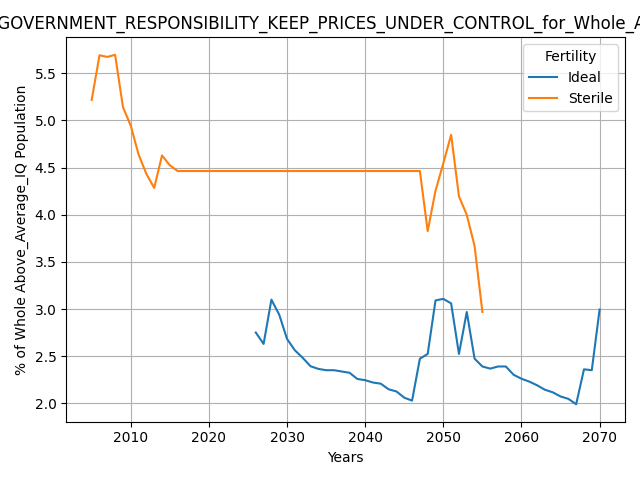 GOVERNMENT_RESPONSIBILITY_KEEP_PRICES_UNDER_CONTROL_for_Whole_A
Fertility
Ideal
Sterile
% of Whole Above_Average_IQ Population
5.5
5.0
4.5
4.0
3.5
3.0
2.5
2.0
2010 2020 2030 2040 2050 2060 2070
Years